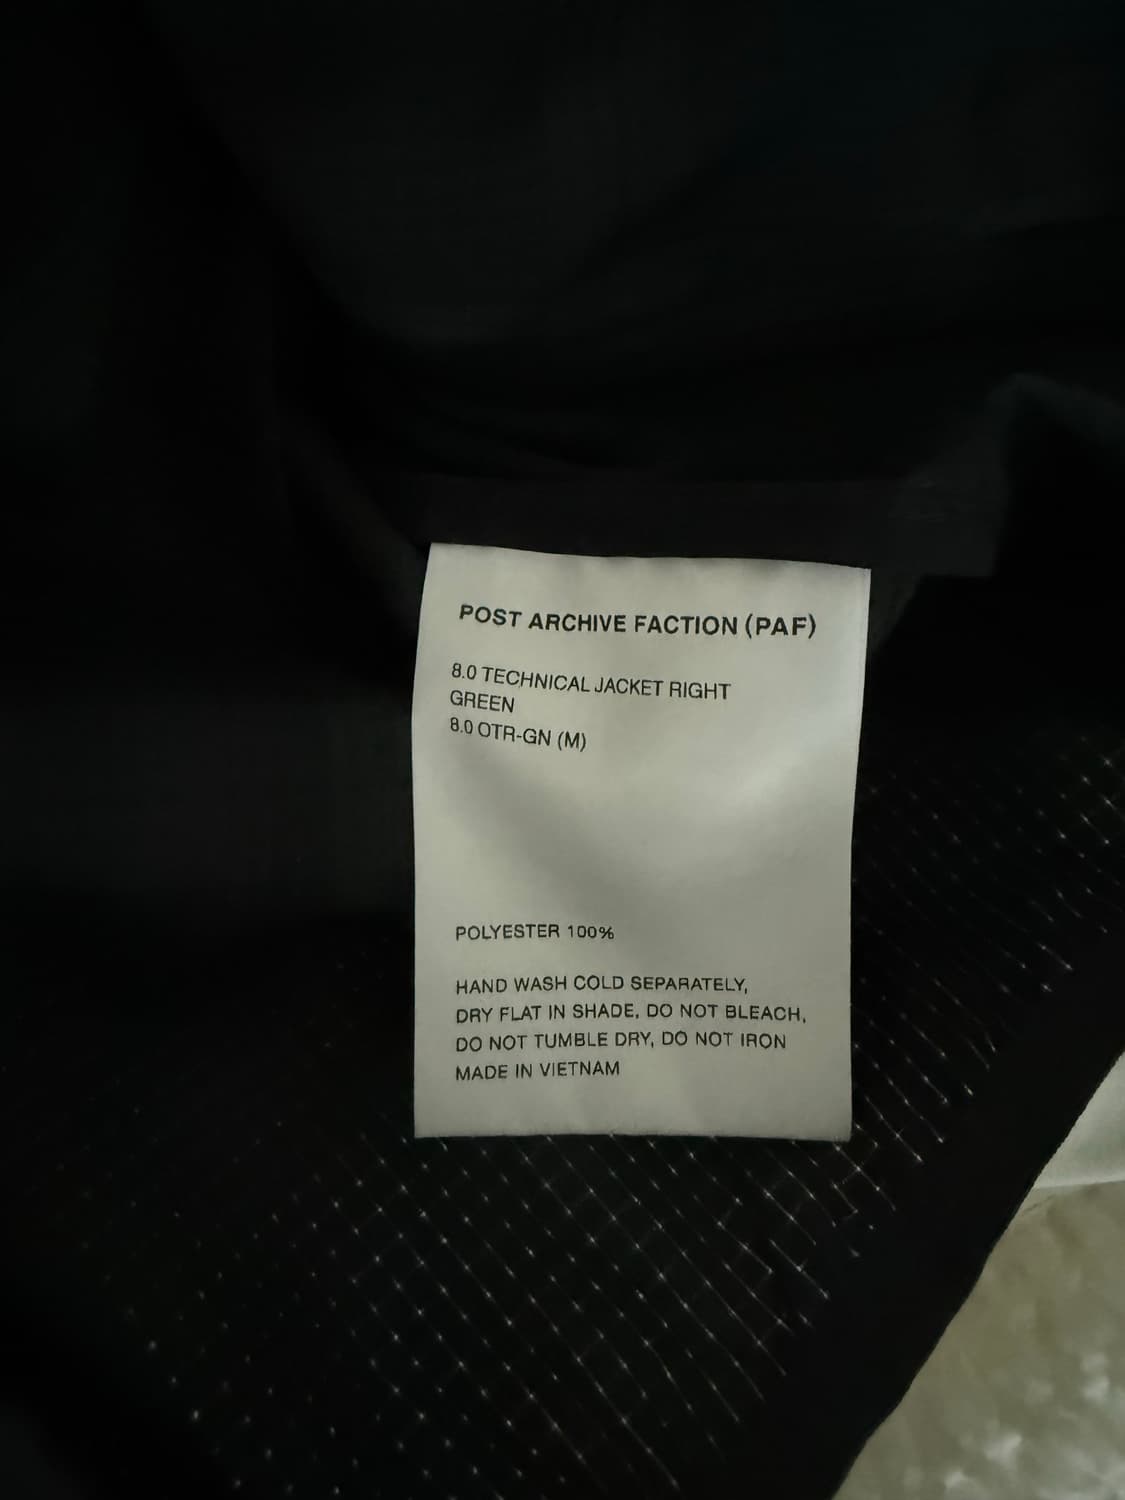 POST ARCHIVE FACTION (PAF)
8.0 TECHNICAL JACKET RIGHT
GREEN
8.0 OTR-GN (M)
POLYESTER 100%
HAND WASH COLD SEPARATELY,
DRY FLAT IN SHADE, DO NOT BLEACH,
DO NOT TUMBLE DRY, DO NOT IRON
MADE IN VIETNAM